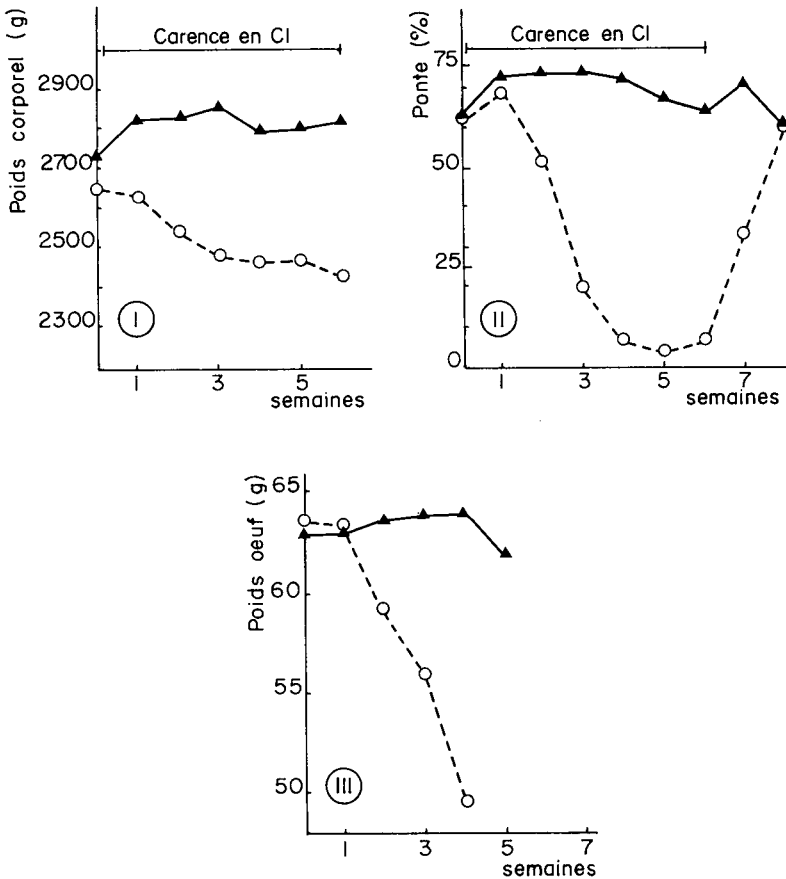 Poids corporel (g)
Carence en Cl
2900
2700
2500
2300
I
1
3
5
semaines
Ponte (%)
Carence en Cl
75
50
25
0
II
1
3
5
7
semaines
Poids oeuf (g)
65
60
55
50
III
1
3
5
7
semaines